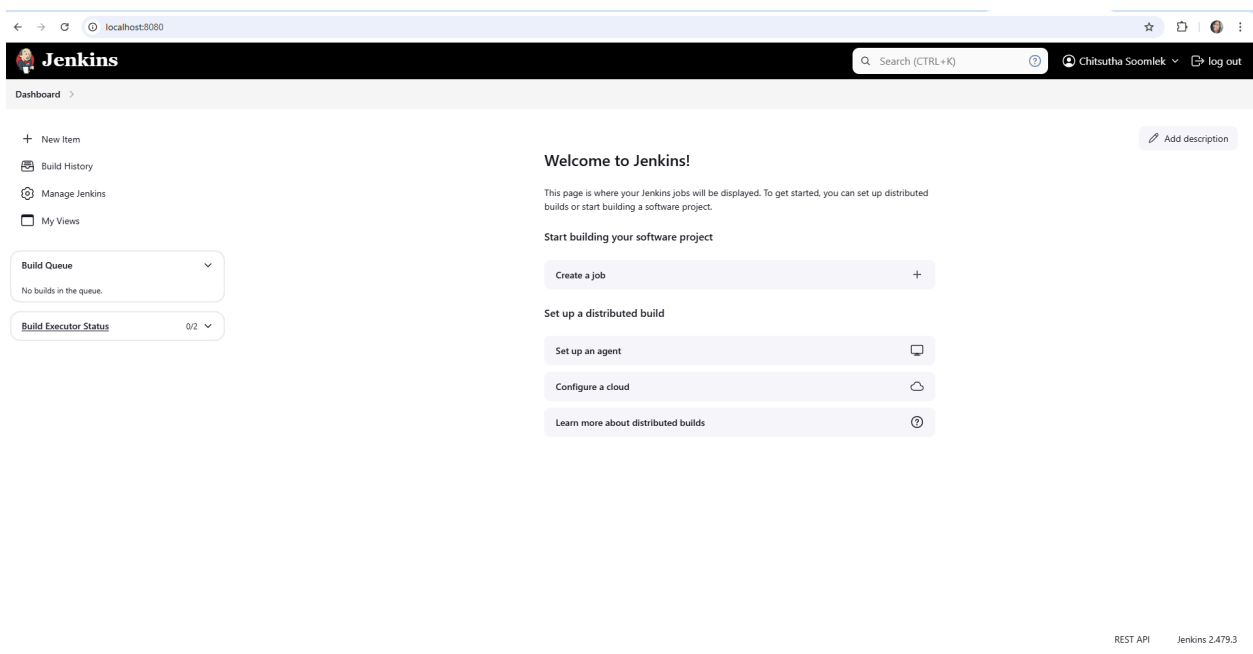 localhost:8080
Jenkins
Search (CTRL+K)
Chitsutha Soomlek
log out
Dashboard
New Item
Build History
Manage Jenkins
My Views
Build Queue
No builds in the queue.
Build Executor Status 0/2
Add description
Welcome to Jenkins!
This page is where your Jenkins jobs will be displayed. To get started, you can set up distributed
builds or start building a software project.
Start building your software project
Create a job
Set up a distributed build
Set up an agent
Configure a cloud
Learn more about distributed builds
REST API Jenkins 2.479.3